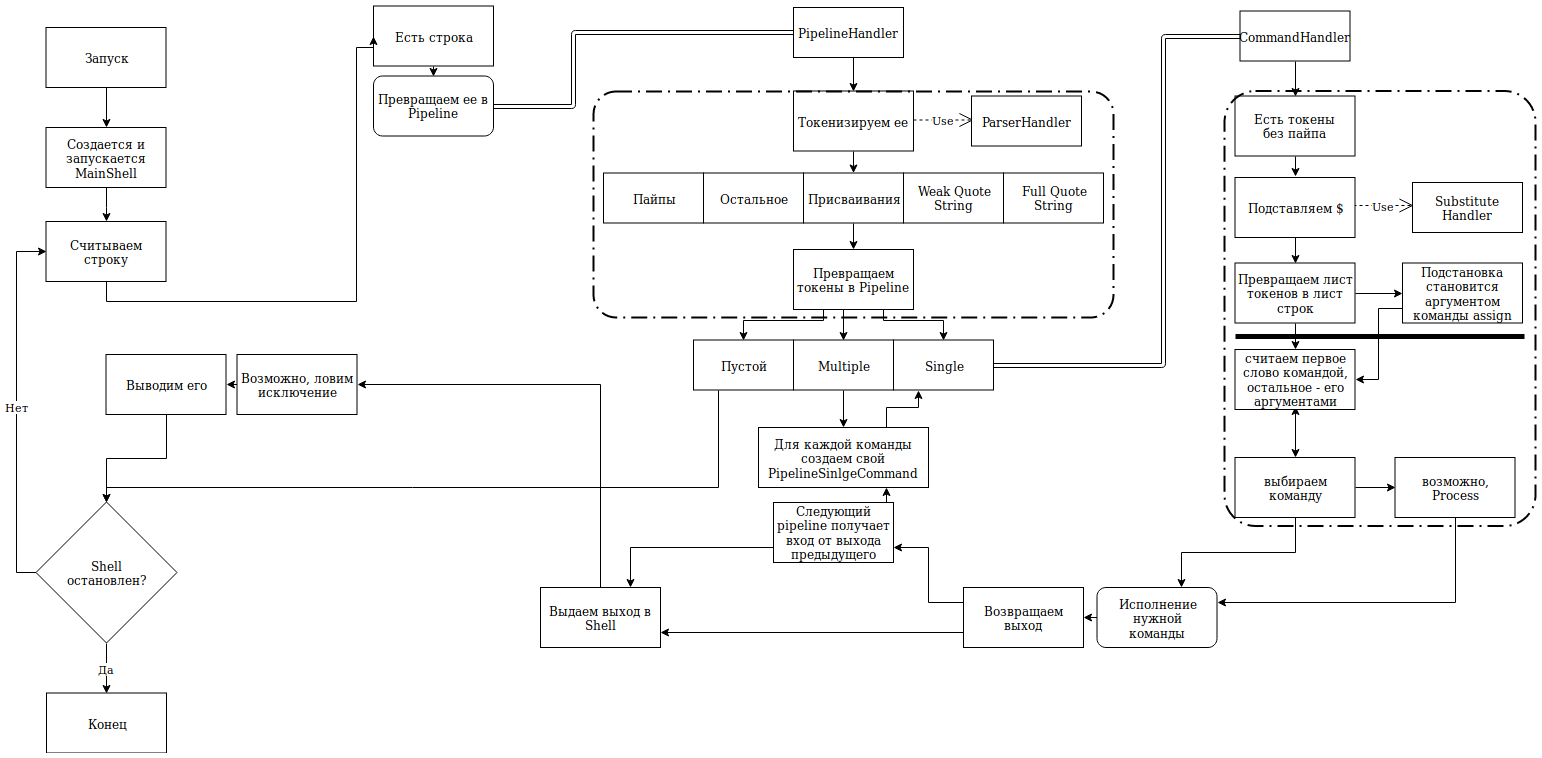 Запуск
Создается и
запускается
MainShell
Считываем
строку
Есть строка
Превращаем ее в
Pipeline
PipelineHandler
Токенизируем ее
Use
ParserHandler
Пайпы
Остальное
Присваивания
Weak Quote
String
Full Quote
String
Превращаем
токены в Pipeline
Пустой
Multiple
Single
Для каждой команды
создаем свой
PipelineSinlgeCommand
Следующий
pipeline получает
вход от выхода
предыдущего
CommandHandler
Есть токены
без пайпа
Подставляем $
Use
Substitute
Handler
Превращаем лист
токенов в лист
строк
Подстановка
становится
аргументом
команды assign
считаем первое
слово командой,
остальное - его
аргументами
выбираем
команду
возможно,
Process
Исполнение
нужной
команды
Возвращаем
выход
Выдаем выход в
Shell
Возможно, ловим
исключение
Выводим его
Нет
Shell
остановлен?
Да
Конец